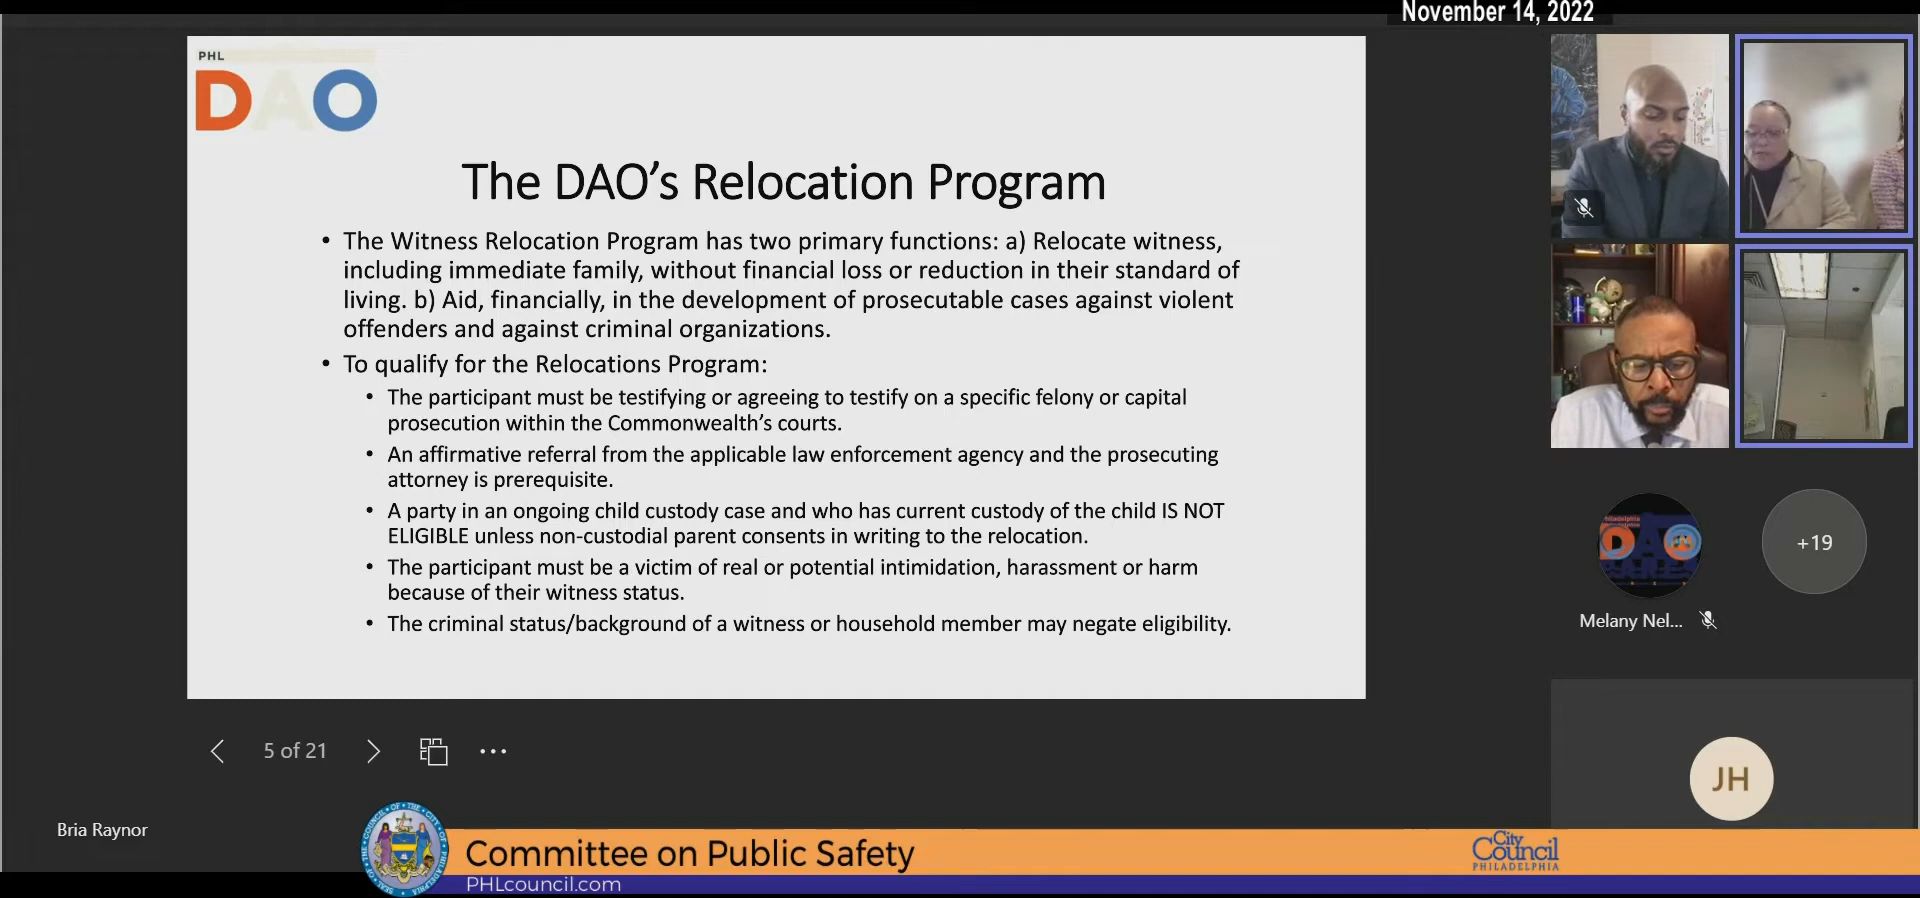 November 14, 2022
PHL
DAO
The DAO's Relocation Program
• The Witness Relocation Program has two primary functions: a) Relocate witness,
including immediate family, without financial loss or reduction in their standard of
living. b) Aid, financially, in the development of prosecutable cases against violent
offenders and against criminal organizations.
• To qualify for the Relocations Program:
• The participant must be testifying or agreeing to testify on a specific felony or capital
prosecution within the Commonwealth's courts.
• An affirmative referral from the applicable law enforcement agency and the prosecuting
attorney is prerequisite.
• A party in an ongoing child custody case and who has current custody of the child IS NOT
ELIGIBLE unless non-custodial parent consents in writing to the relocation.
• The participant must be a victim of real or potential intimidation, harassment or harm
because of their witness status.
• The criminal status/background of a witness or household member may negate eligibility.
5 of 21
DAO
+19
Melany Nel...
JH
Bria Raynor
Committee on Public Safety
PHLcouncil.com
City
Council
PHILADELPHIA